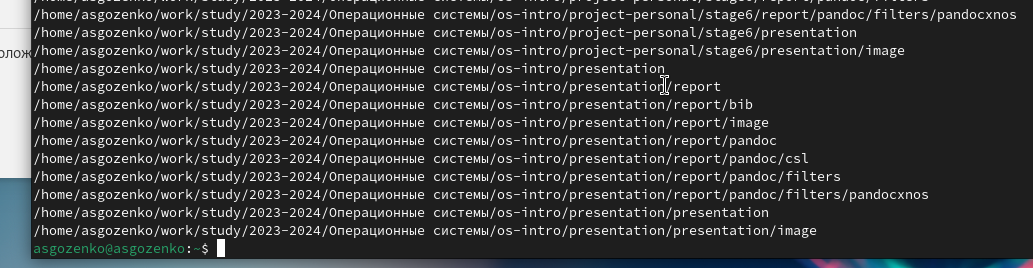 /home/asgozenko/work/study/2023-2024/Операционные системы/os-intro/project-personal/stage6/report/pandoc/filters/pandocxnos
/home/asgozenko/work/study/2023-2024/Операционные системы/os-intro/project-personal/stage6/presentation
/home/asgozenko/work/study/2023-2024/Операционные системы/os-intro/project-personal/stage6/presentation/image
/home/asgozenko/work/study/2023-2024/Операционные системы/os-intro/presentation
/home/asgozenko/work/study/2023-2024/Операционные системы/os-intro/presentation/report
/home/asgozenko/work/study/2023-2024/Операционные системы/os-intro/presentation/report/bib
/home/asgozenko/work/study/2023-2024/Операционные системы/os-intro/presentation/report/image
/home/asgozenko/work/study/2023-2024/Операционные системы/os-intro/presentation/report/pandoc
/home/asgozenko/work/study/2023-2024/Операционные системы/os-intro/presentation/report/pandoc/csl
/home/asgozenko/work/study/2023-2024/Операционные системы/os-intro/presentation/report/pandoc/filters
/home/asgozenko/work/study/2023-2024/Операционные системы/os-intro/presentation/report/pandoc/filters/pandocxnos
/home/asgozenko/work/study/2023-2024/Операционные системы/os-intro/presentation/presentation
/home/asgozenko/work/study/2023-2024/Операционные системы/os-intro/presentation/presentation/image
asgozenko@asgozenko:~$